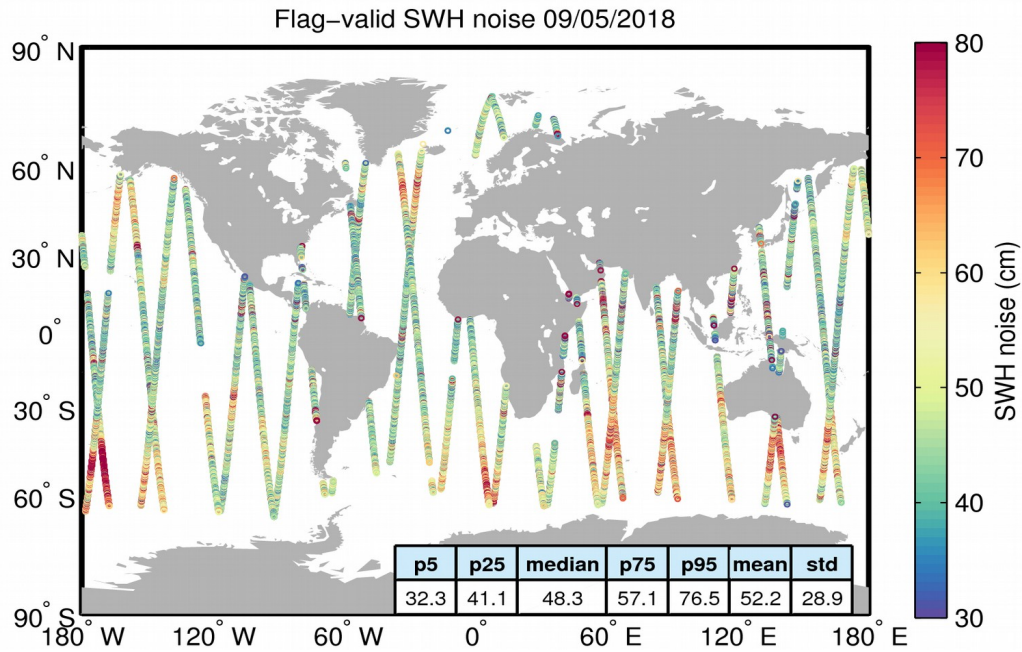 Flag−valid SWH noise 09/05/2018
90° N
60° N
30° N
0°
30° S
60° S
90° S
180° W
120° W
60° W
0°
60° E
120° E
180° E
p5 p25 median p75 p95 mean std
32.3 41.1 48.3 57.1 76.5 52.2 28.9
80
70
60
50
40
30
SWH noise (cm)